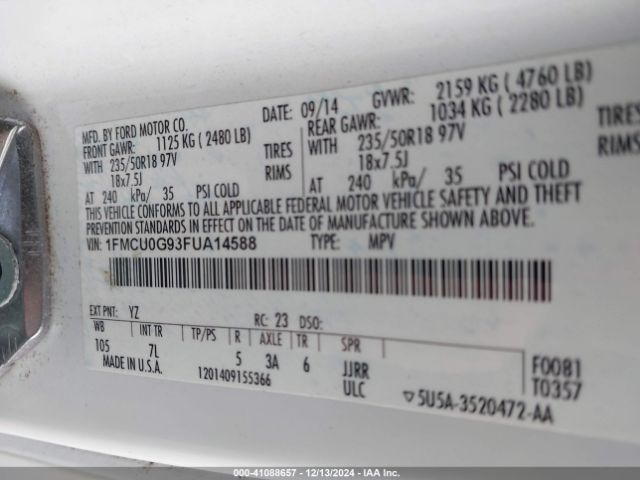 MFD. BY FORD MOTOR CO.
DATE: 09/14 GVWR: 2159 KG ( 4760 LB)
FRONT GAWR: 1125 KG ( 2480 LB) REAR GAWR: 1034 KG ( 2280 LB)
WITH 235/50R18 97V TIRES WITH 235/50R18 97V TIRES
18x7.5J RIMS 18x7.5J RIMS
AT 240 kPa/ 35 PSI COLD AT 240 kPa/ 35 PSI COLD
THIS VEHICLE CONFORMS TO ALL APPLICABLE FEDERAL MOTOR VEHICLE SAFETY AND THEFT
PREVENTION STANDARDS IN EFFECT ON THE DATE OF MANUFACTURE SHOWN ABOVE.
VIN: 1FMCU0G93FUA14588 TYPE: MPV
EXT PNT: YZ RC: 23 DSO:
WB INT TR TP/PS R AXLE TR SPR
105 7L 5 3A 6 JJRR F0081
MADE IN U.S.A. 1201409155366 ULC T0357
▽5U5A-3520472-AA
000-41088657 - 12/13/2024 - IAA Inc.